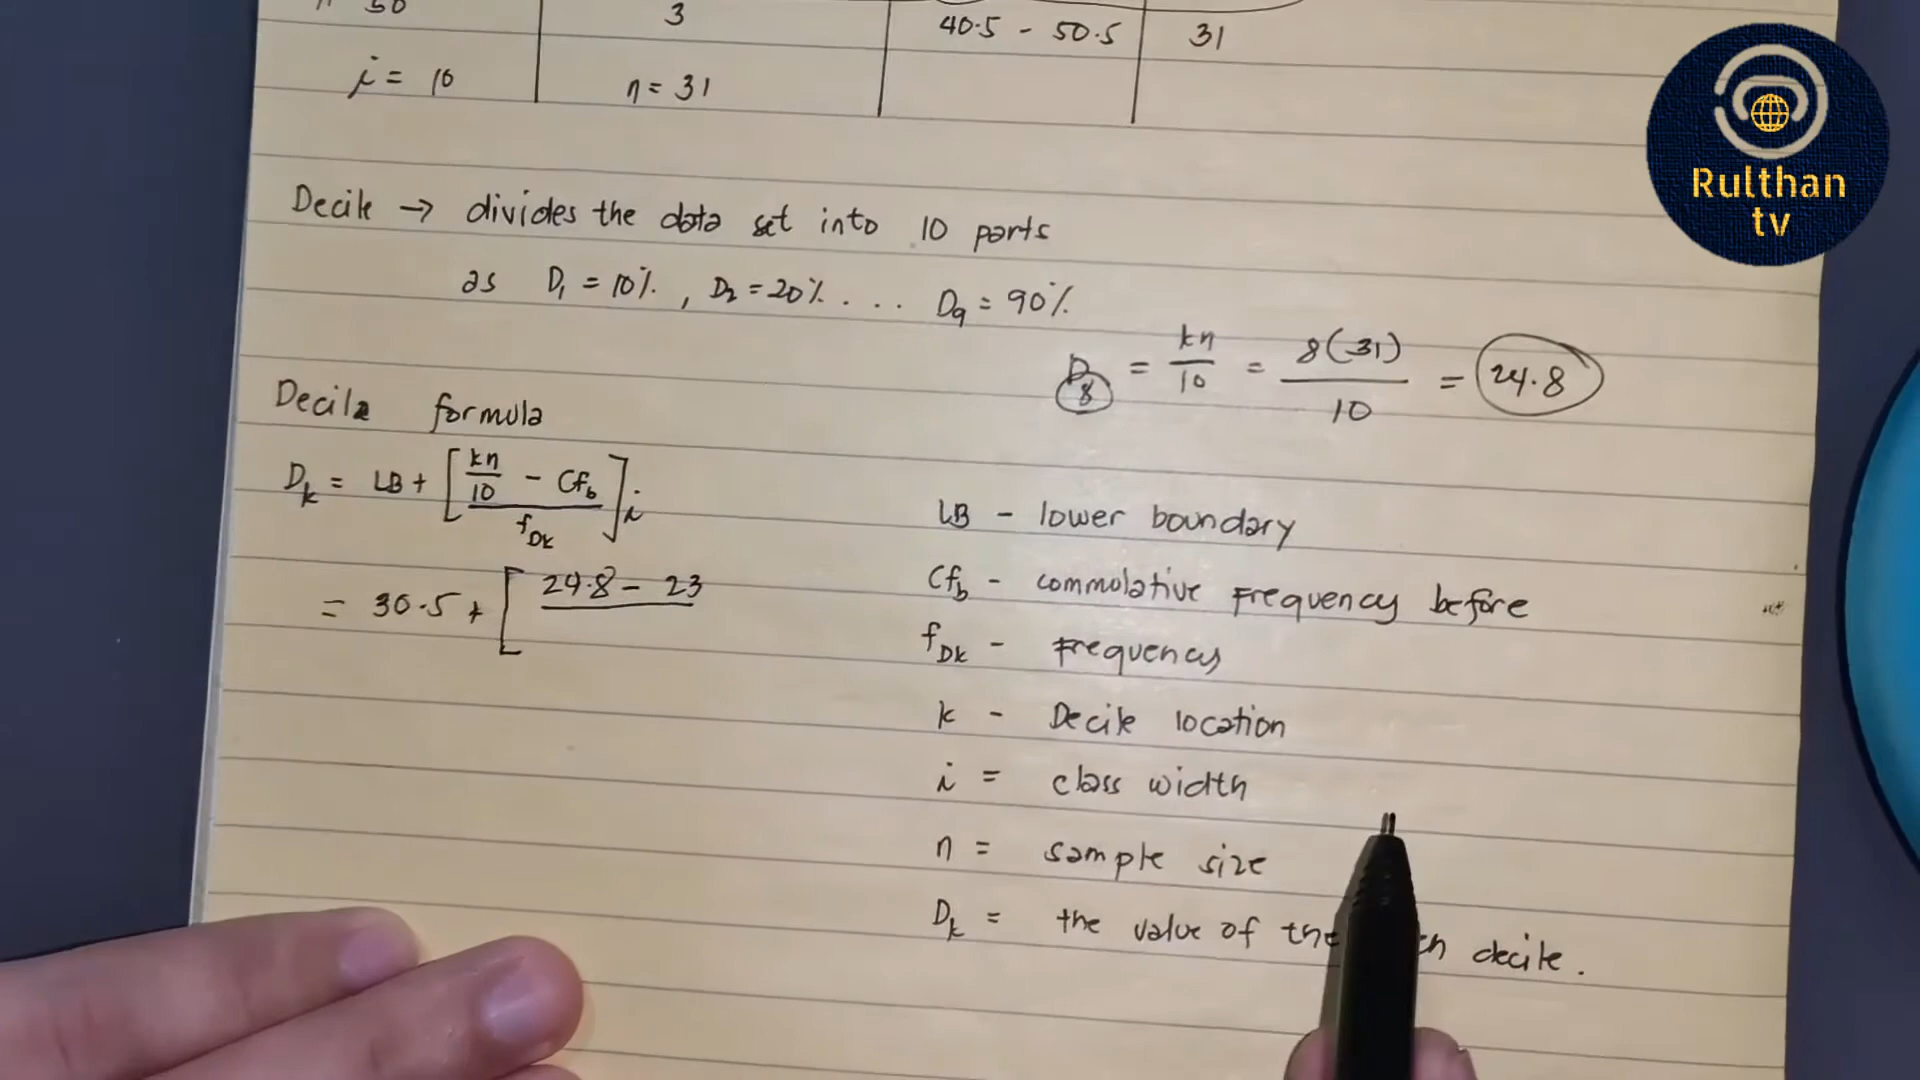 50
3
40.5 - 50.5
31
i = 10
n = 31
Rulthan
tv
Decile → divides the data set into 10 parts
as D1 = 10%, D2 = 20% . . . D9 = 90%
D8 = kn/10 = 8(31)/10 = 24.8
Decile formula
Dk = LB + [kn/10 - Cfb / fDk] i
= 30.5 + [24.8 - 23
LB - lower boundary
Cfb - commolative frequency before
fDk - frequency
k - Decile location
i = class width
n = sample size
Dk = the value of the decile.